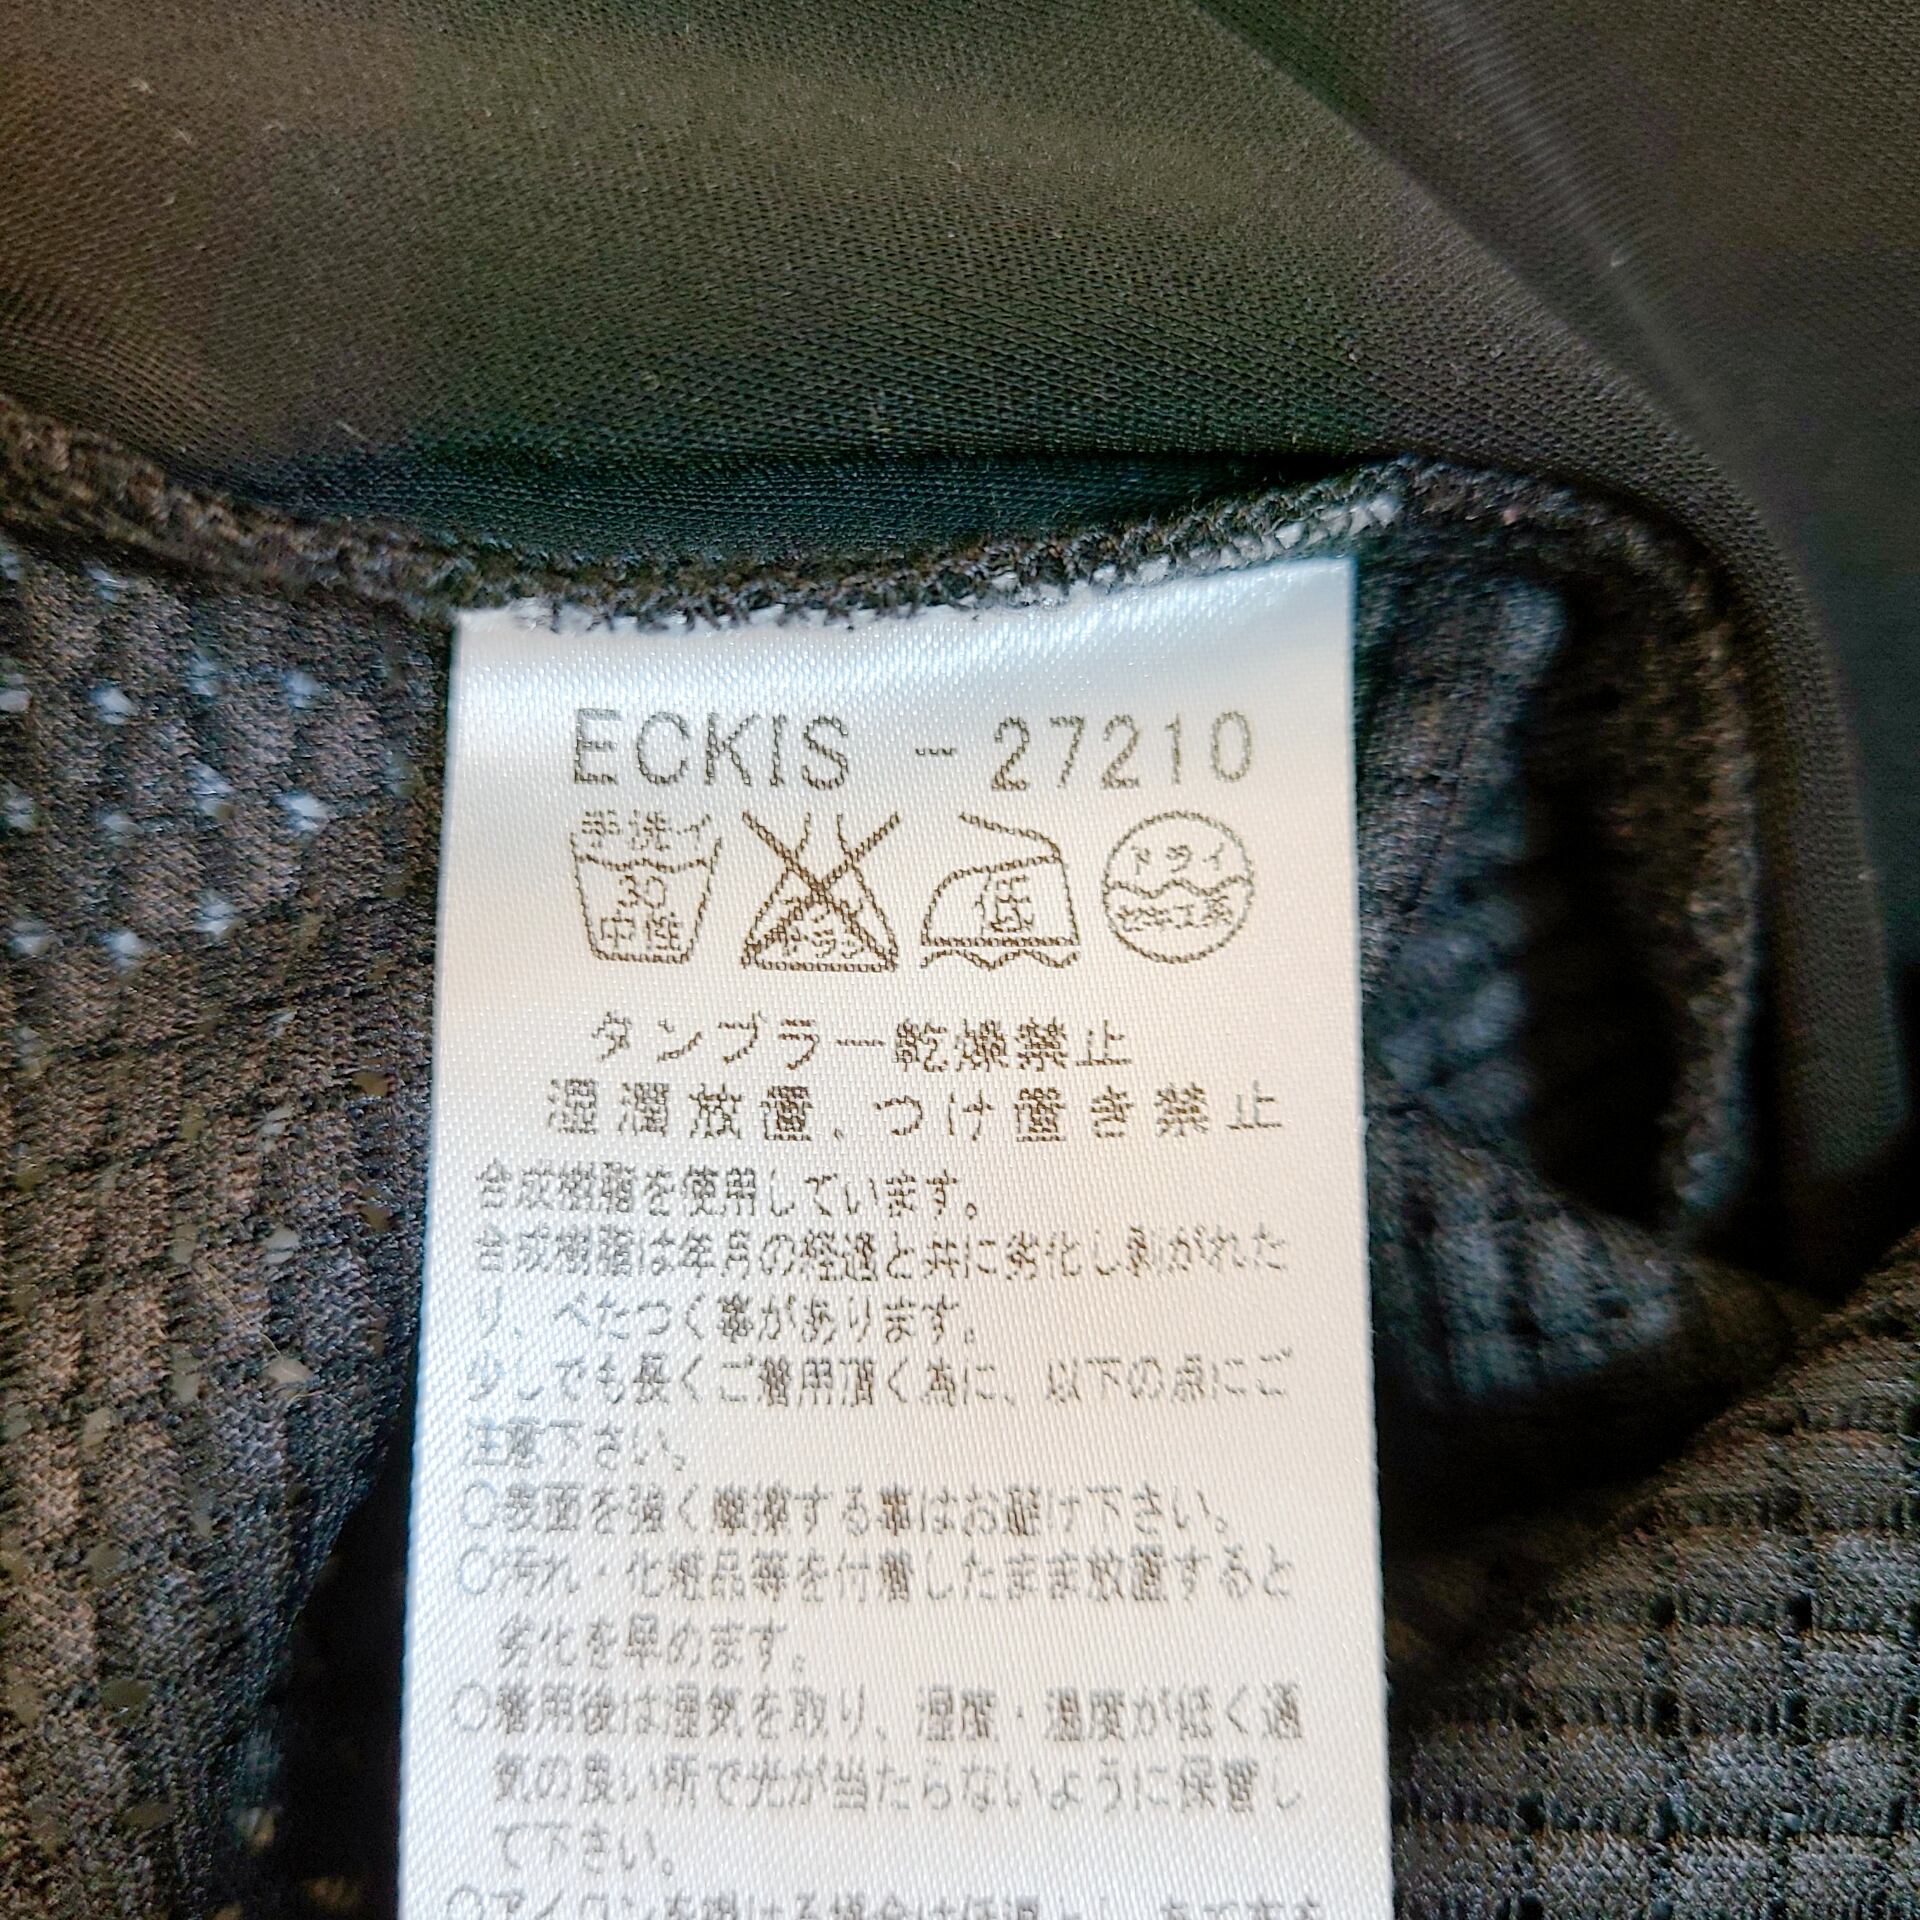 ECKIS － 27210
手洗イ
30
中性
低
ドライ
セキユ系
タンブラー乾燥禁止
湿潤放置、つけ置き禁止
合成樹脂を使用しています。
合成樹脂は年月の経過と共に劣化し剥がれた
り、べたつく事があります。
少しでも長くご着用頂く為に、以下の点にご
注意下さい。
○表面を強く摩擦する事はお避け下さい。
○汚れ・化粧品等を付着したまま放置すると
劣化を早めます。
○着用後は湿気を取り、湿度・温度が低く通
気の良い所で光が当たらないように保管し
て下さい。